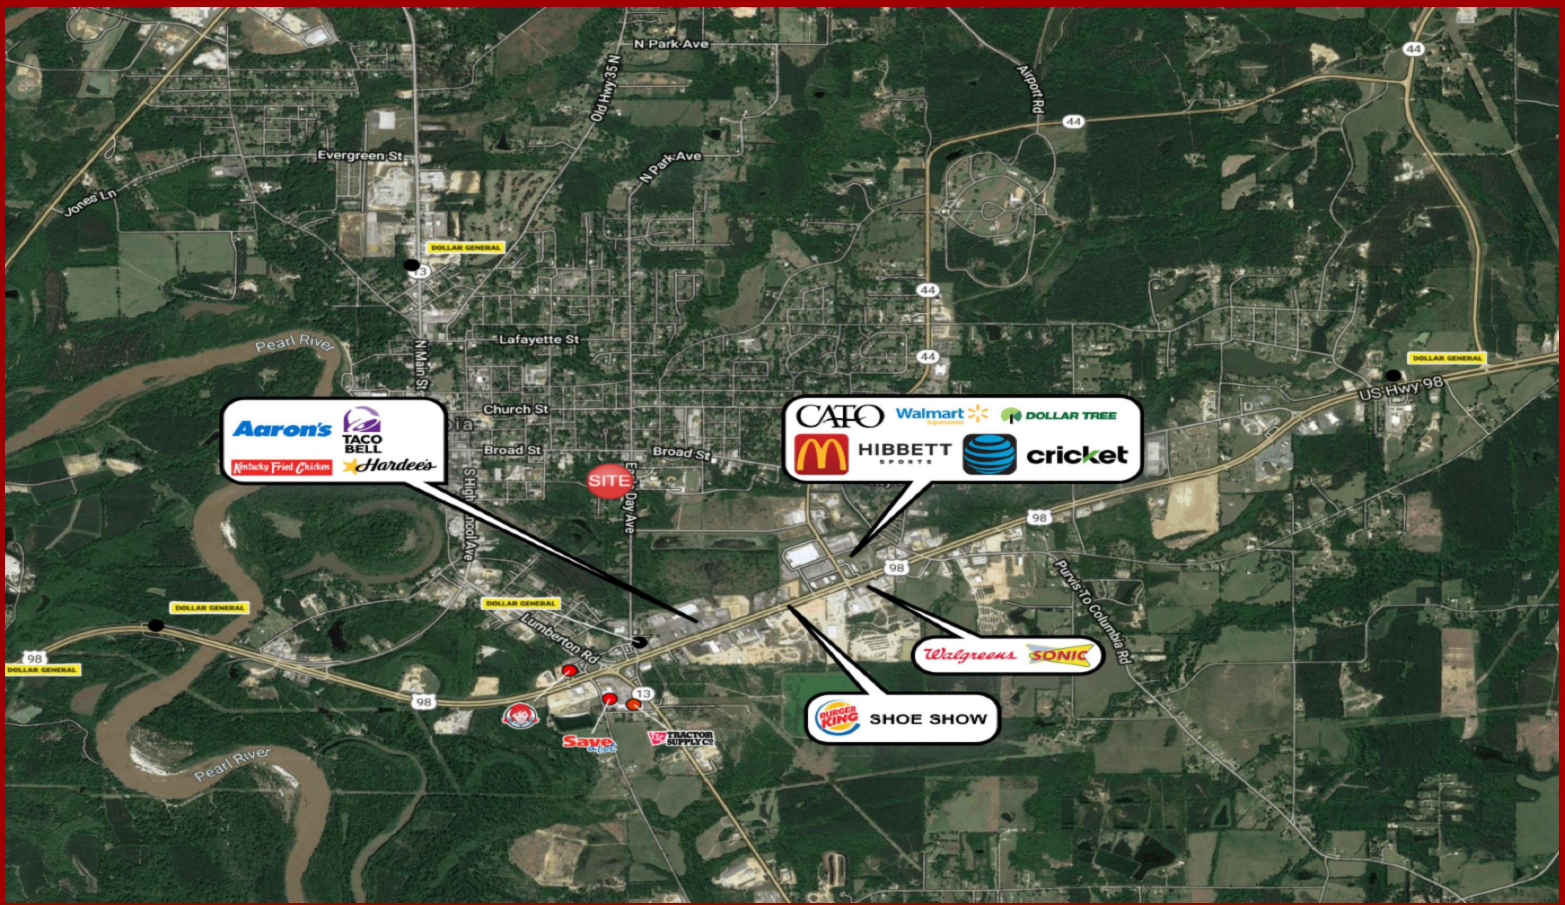 N Park Ave
44
Old Hwy 35 N
Airport Rd
44
Evergreen St
N Park Ave
Jones Ln
DOLLAR GENERAL
13
44
Pearl River
Lafayette St
N Main St
44
DOLLAR GENERAL
US Hwy 98
Church St
Aaron's
TACO
BELL
Kentucky Fried Chicken
Hardee's
CATO
Walmart
Supercenter
DOLLAR TREE
HIBBETT
SPORTS
cricket
Broad St
Broad St
SITE
Day Ave
98
98
Purvis To Columbia Rd
DOLLAR GENERAL
DOLLAR GENERAL
Lumberton Rd
98
DOLLAR GENERAL
Walgreens
SONIC
98
13
BURGER
KING
SHOE SHOW
Save
a lot
TSC
TRACTOR
SUPPLY CO
Pearl River